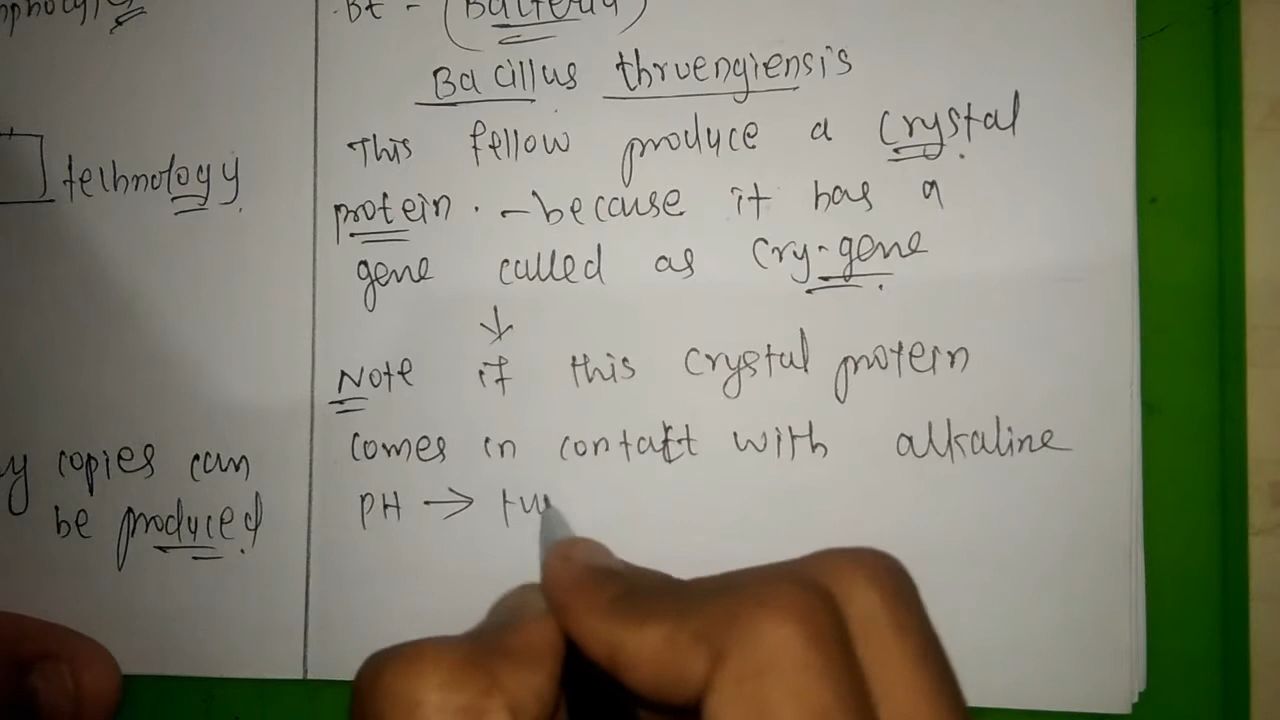 technology
y copies can
be produced.
Bt - (Bacteria)
Bacillus thruengiensis
This fellow produce a crystal
protein. - because it has a
gene called as Cry-gene.
↓
Note if this crystal protein
comes in contact with alkaline
PH →